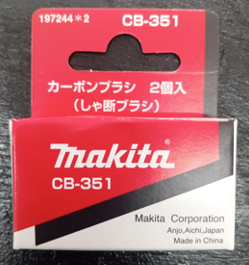 197244＊2 CB-351
カーボンブラシ 2個入
（しゃ断ブラシ）
makita
CB-351
Makita Corporation
Anjo,Aichi,Japan
Made in China